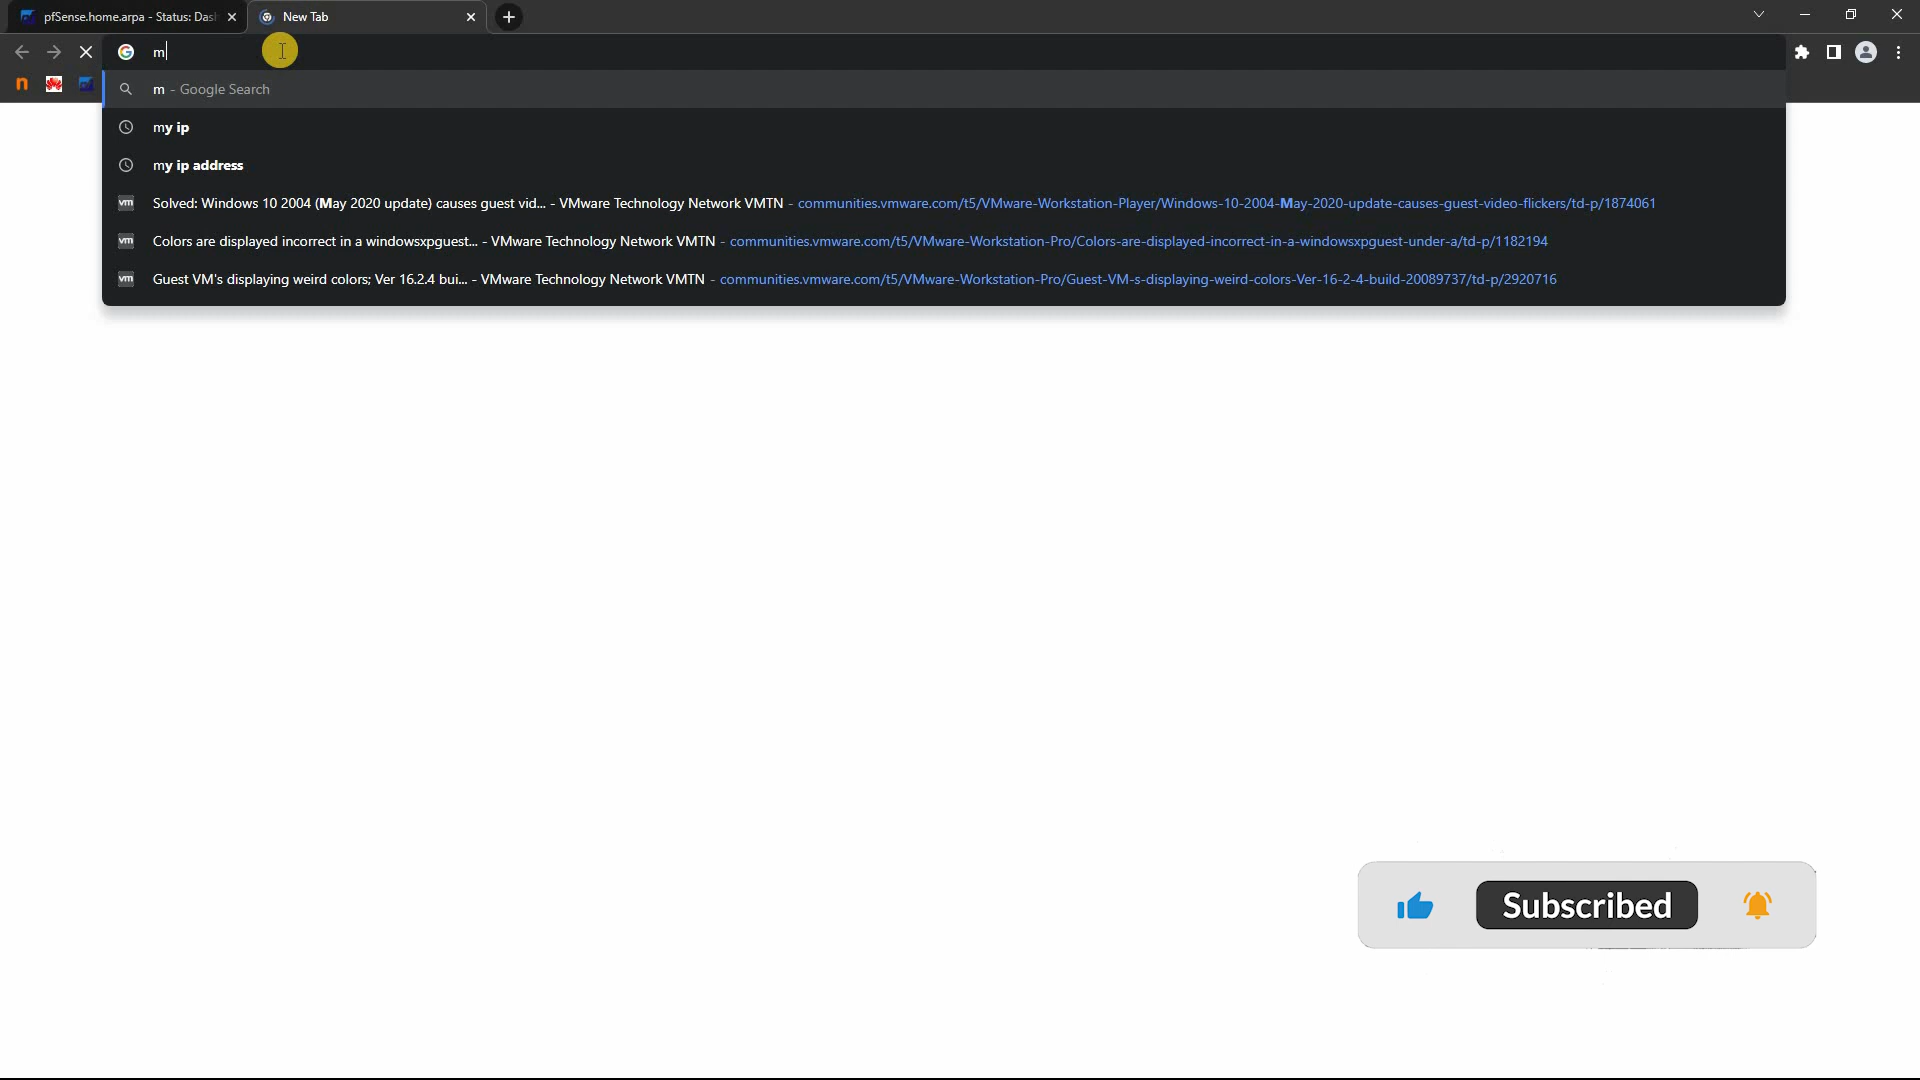 pfSense.home.arpa - Status: Das
New Tab
m
m - Google Search
my ip
my ip address
vm Solved: Windows 10 2004 (May 2020 update) causes guest vid... - VMware Technology Network VMTN - communities.vmware.com/t5/VMware-Workstation-Player/Windows-10-2004-May-2020-update-causes-guest-video-flickers/td-p/1874061
vm Colors are displayed incorrect in a windowsxpguest... - VMware Technology Network VMTN - communities.vmware.com/t5/VMware-Workstation-Pro/Colors-are-displayed-incorrect-in-a-windowsxpguest-under-a/td-p/1182194
vm Guest VM's displaying weird colors; Ver 16.2.4 bui... - VMware Technology Network VMTN - communities.vmware.com/t5/VMware-Workstation-Pro/Guest-VM-s-displaying-weird-colors-Ver-16-2-4-build-20089737/td-p/2920716
Subscribed